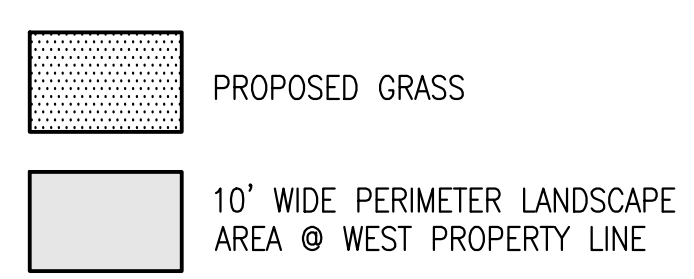 PROPOSED GRASS
10' WIDE PERIMETER LANDSCAPE
AREA @ WEST PROPERTY LINE